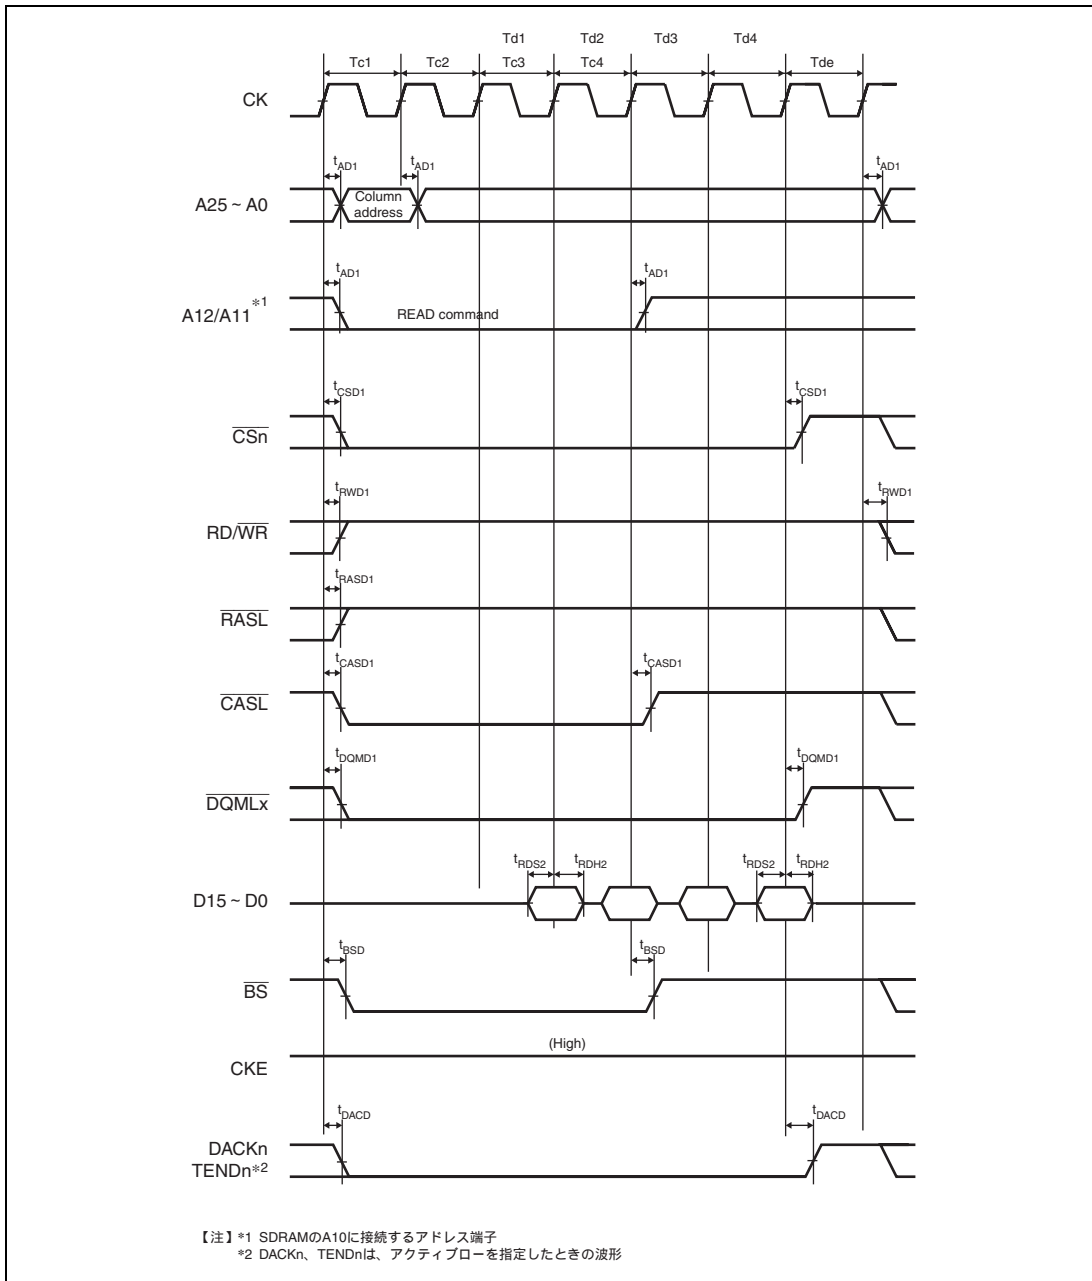 Td1 Td2 Td3 Td4
Tc1 Tc2 Tc3 Tc4 Tde
CK
tAD1 tAD1 tAD1
A25 ~ A0
Column
address
tAD1 tAD1
A12/A11 *1
READ command
tCSD1 tCSD1
CSn
tRWD1 tRWD1
RD/WR
tRASD1
RASL
tCASD1 tCASD1
CASL
tDQMD1 tDQMD1
DQMLx
tRDS2 tRDH2 tRDS2 tRDH2
D15 ~ D0
tBSD tBSD
BS
(High)
CKE
tDACD tDACD
DACKn
TENDn*2
【注】*1 SDRAMのA10に接続するアドレス端子
*2 DACKn、TENDnは、アクティブローを指定したときの波形